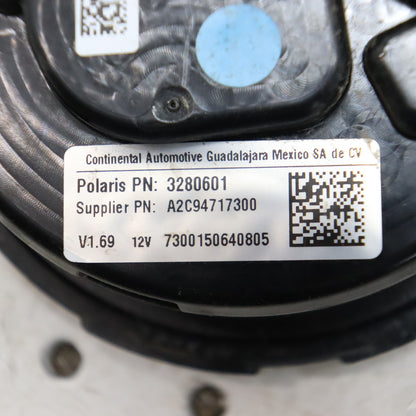 Continental Automotive Guadalajara Mexico SA de CV
Polaris PN: 3280601
Supplier PN: A2C94717300
V1.69 12V 7300150640805